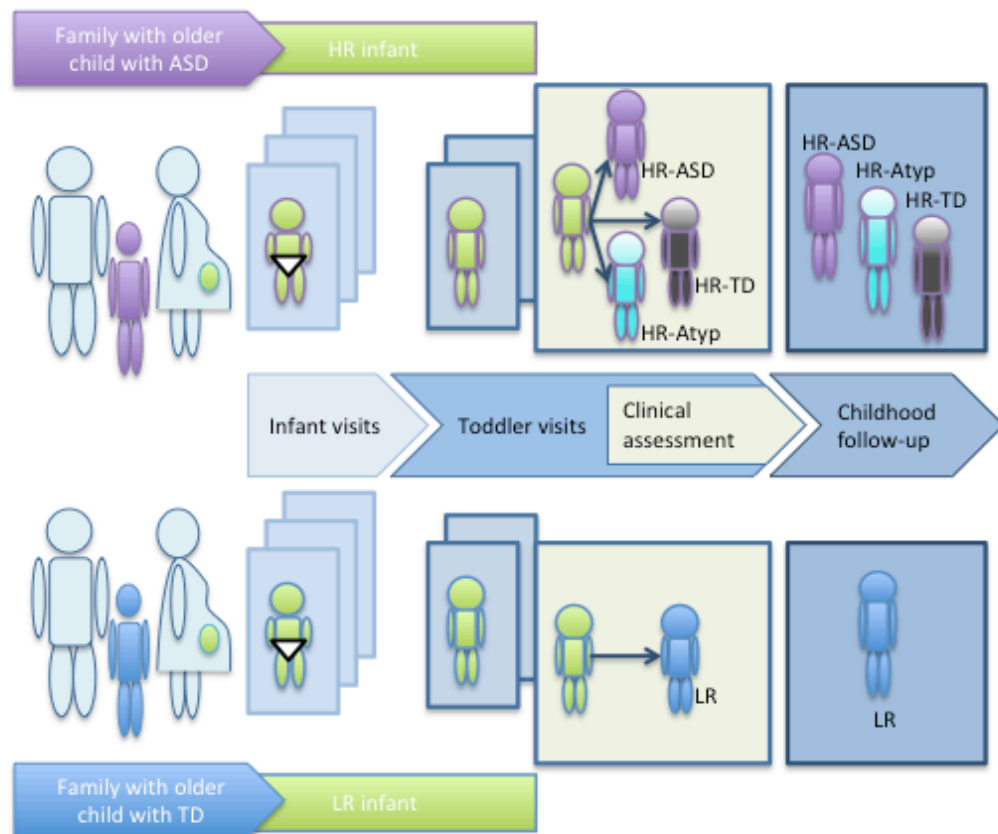 Family with older
child with ASD
HR infant
HR-ASD
HR-TD
HR-Atyp
HR-ASD
HR-Atyp
HR-TD
Infant visits
Toddler visits
Clinical
assessment
Childhood
follow-up
LR
LR
Family with older
child with TD
LR infant